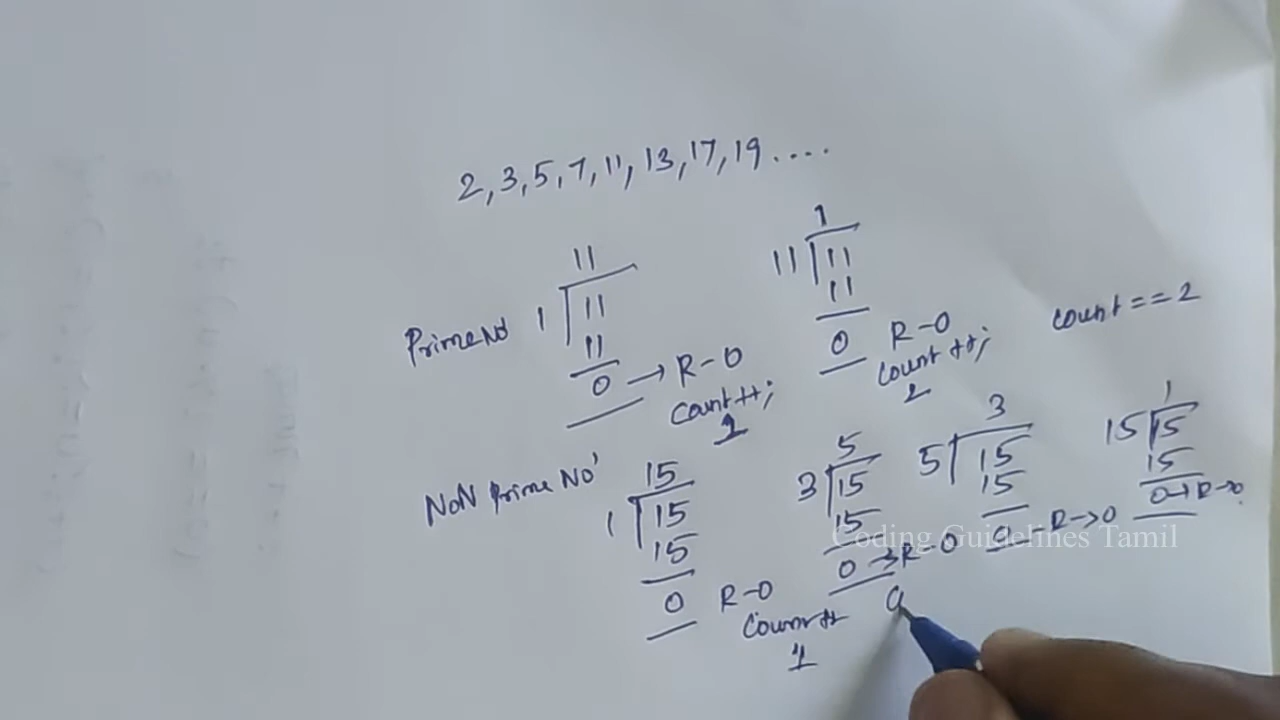 2, 3, 5, 7, 11, 13, 17, 19 ....
Prime No'
11
1 11
11
0 → R-0
count++;
1
1
11 11
11
0 R-0
count++;
2
count == 2
NoN prime No'
15
1 15
15
0 R-0
count++
1
5
3 15
15
0 → R-0
3
5 15
15
0 - R→0
1
15 15
15
0 → R→0
Coding Guidelines Tamil